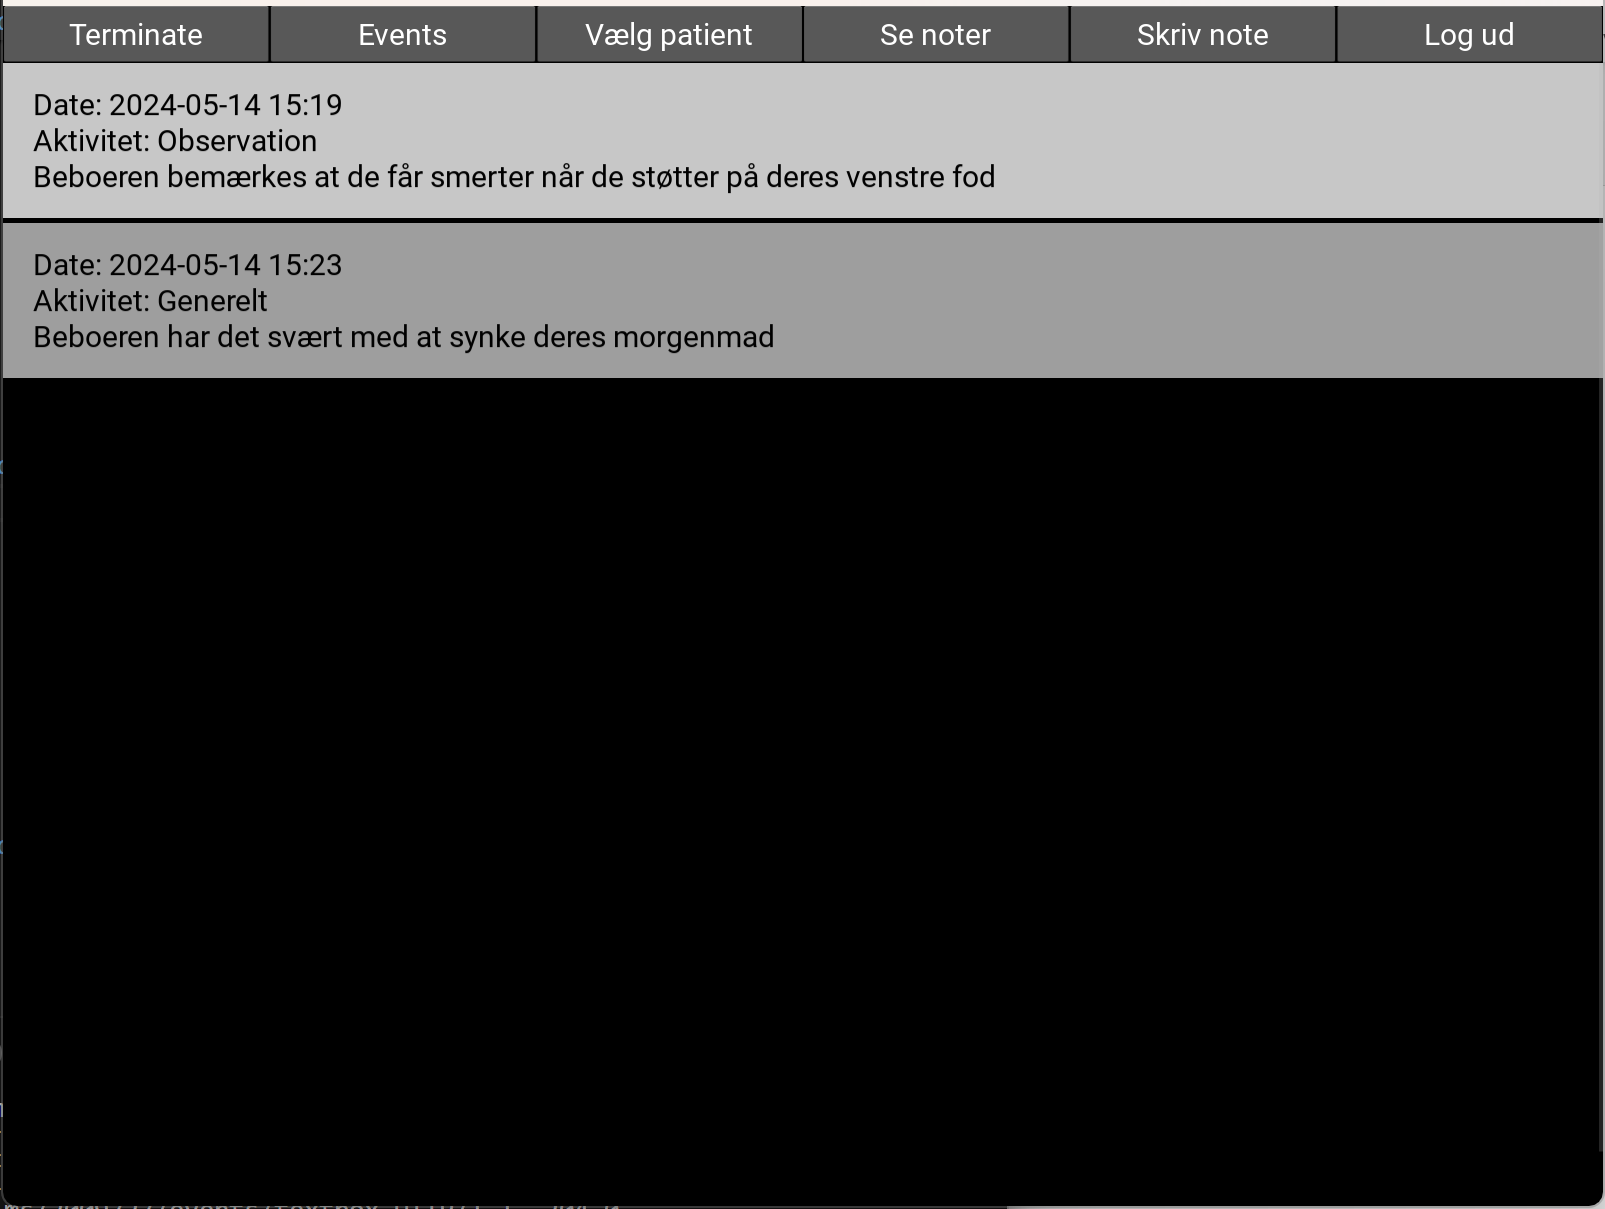 Terminate
Events
Vælg patient
Se noter
Skriv note
Log ud
Date: 2024-05-14 15:19
Aktivitet: Observation
Beboeren bemærkes at de får smerter når de støtter på deres venstre fod
Date: 2024-05-14 15:23
Aktivitet: Generelt
Beboeren har det svært med at synke deres morgenmad